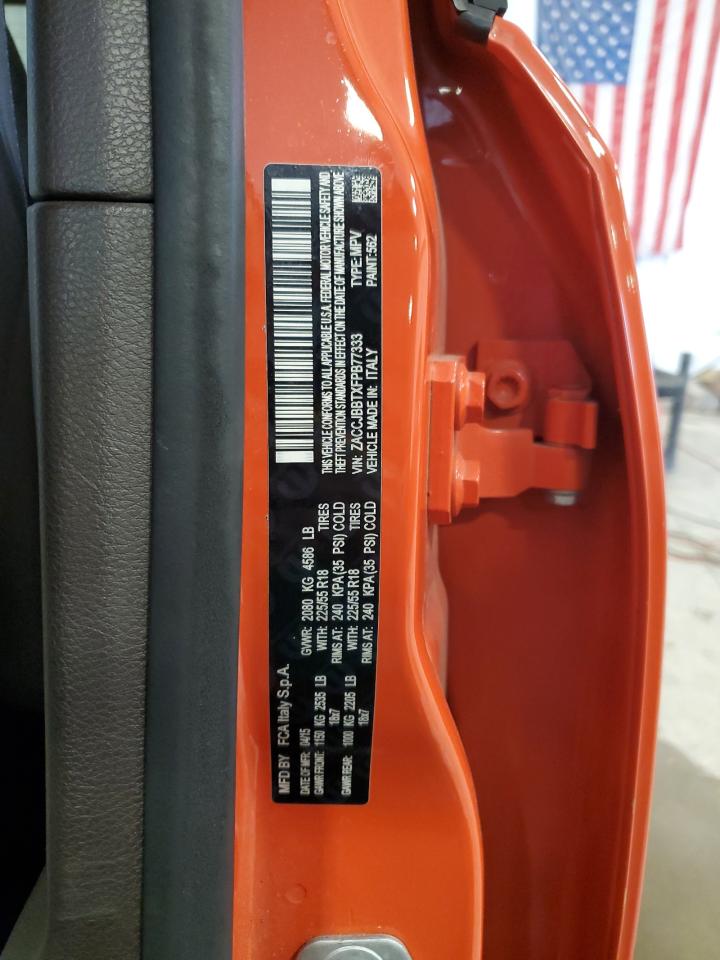 MFD BY FCA Italy S.p.A.
DATE OF MFR: 04/15 GVWR: 2080 KG 4586 LB
GAWR FRONT: 1150 KG 2535 LB WITH: 225/55 R18 TIRES
18x7 RIMS AT: 240 KPA(35 PSI) COLD
GAWR REAR: 1000 KG 2205 LB WITH: 225/55 R18 TIRES
18x7 RIMS AT: 240 KPA(35 PSI) COLD
THIS VEHICLE CONFORMS TO ALL APPLICABLE U.S.A. FEDERAL MOTOR VEHICLE SAFETY AND
THEFT PREVENTION STANDARDS IN EFFECT ON THE DATE OF MANUFACTURE SHOWN ABOVE
VIN: ZACCJBBTXFPB77333 TYPE: MPV
VEHICLE MADE IN: ITALY PAINT: 562